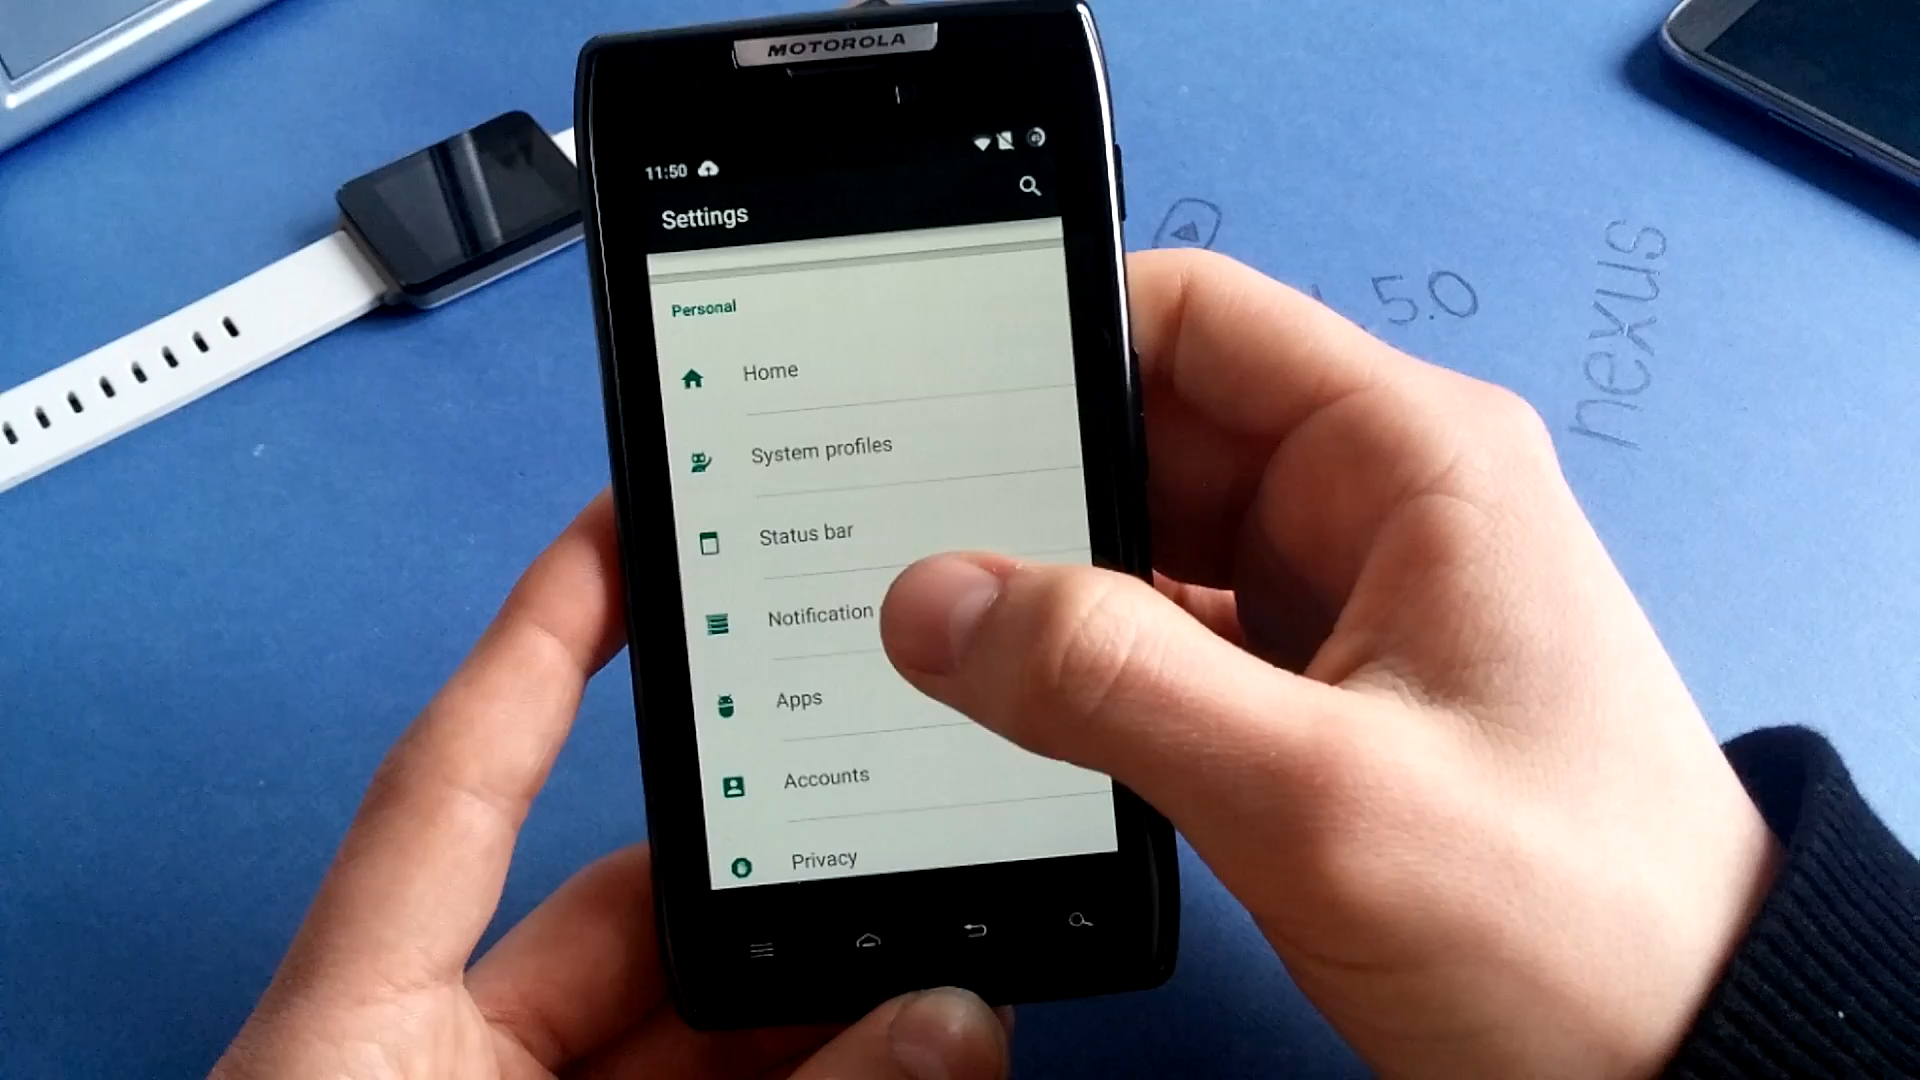 MOTOROLA
11:50
Settings
Personal
Home
System profiles
Status bar
Notification
Apps
Accounts
Privacy
5.0
nexus